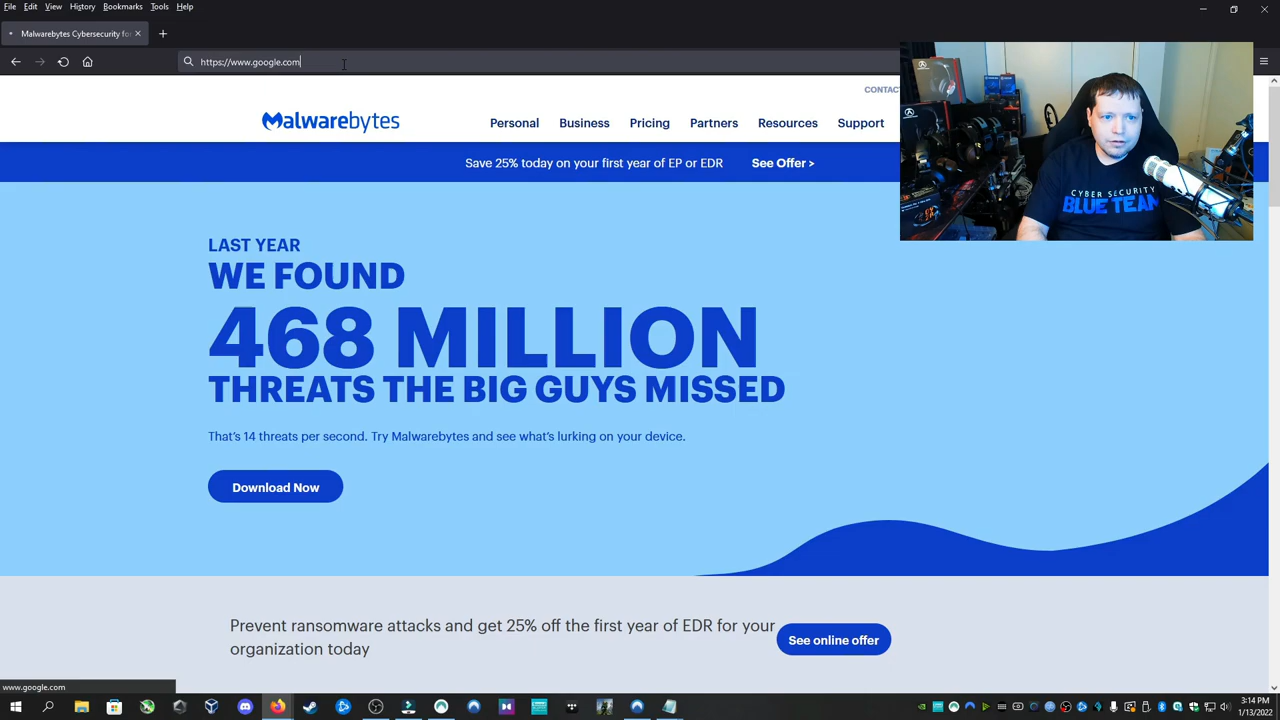 File Edit View History Bookmarks Tools Help
Malwarebytes Cybersecurity fo
https://www.google.com
CONTAC
Malwarebytes
Personal Business Pricing Partners Resources Support
Save 25% today on your first year of EP or EDR See Offer >
CYBER SECURITY
BLUE TEAM
LAST YEAR
WE FOUND
468 MILLION
THREATS THE BIG GUYS MISSED
That's 14 threats per second. Try Malwarebytes and see what's lurking on your device.
Download Now
Prevent ransomware attacks and get 25% off the first year of EDR for your
organization today
See online offer
www.google.com
3:14 PM
1/13/2022